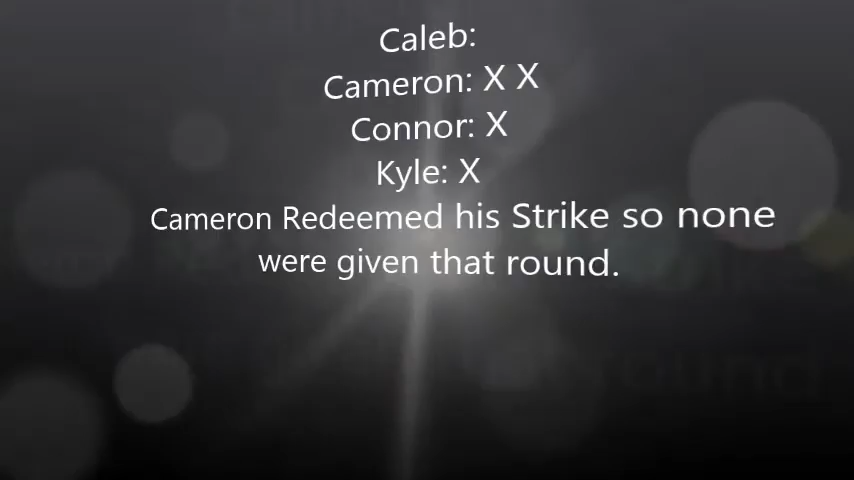 Caleb:
Cameron: X X
Connor: X
Kyle: X
Cameron Redeemed his Strike so none
were given that round.